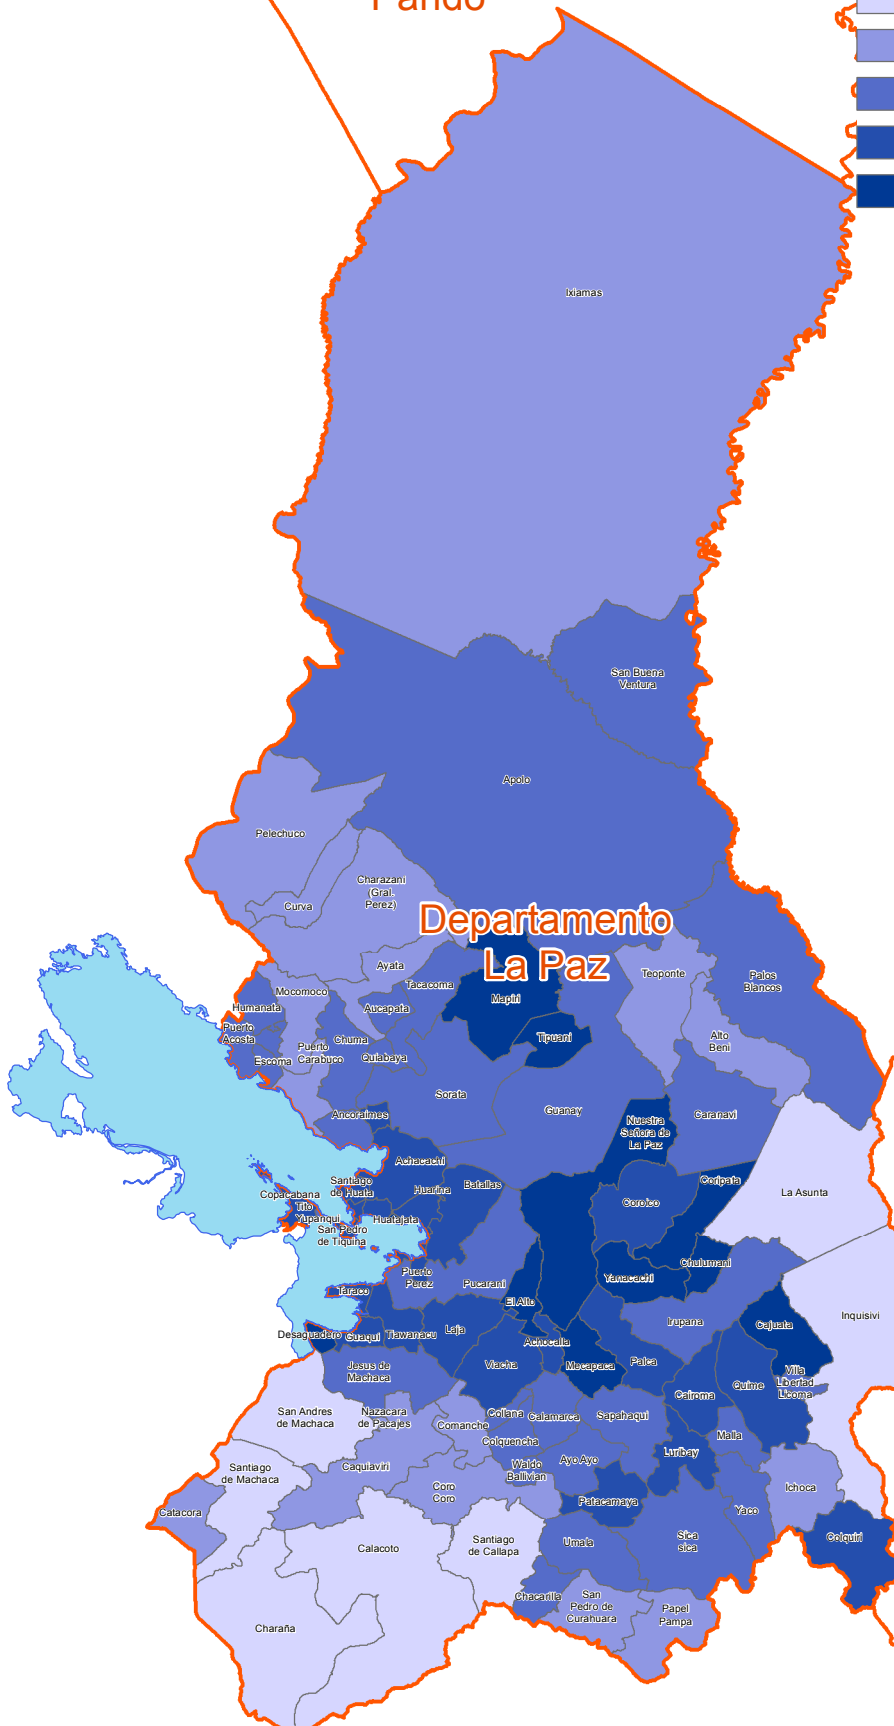 Pando
Ixiamas
San Buena
Ventura
Apolo
Pelechuco
Charazani
(Gral.
Perez)
Curva
Departamento
La Paz
Ayata
Teoponte
Palos
Blancos
Mocomoco
Tacacoma
Mapiri
Humanata
Aucapata
Puerto
Acosta
Tipuani
Alto
Beni
Chuma
Puerto
Carabuco
Escoma
Quiabaya
Sorata
Guanay
Ancoraimes
Caranavi
Nuestra
Señora de
La Paz
Achacachi
Santiago
de Huata
Huarina
Batallas
Coripata
La Asunta
Copacabana
Tito
Yupanqui
Coroico
Hualajata
San Pedro
de Tiquina
Chulumani
Puerto
Perez
Pucarani
Yanacachi
Taraco
El Alto
Inquisivi
Irupana
Cajuata
Desaguadero
Guaqui
Tiawanacu
Laja
Achocalla
Jesus de
Machaca
Viacha
Mecapaca
Palca
Villa
Libertad
Licoma
Quime
Cairoma
San Andres
de Machaca
Nazacara
de Pacajes
Comanche
Collana
Calamarca
Sapahaqui
Colquencha
Malla
Luribay
Santiago
de Machaca
Caquiaviri
Waldo
Ballivian
Ayo Ayo
Coro
Coro
Ichoca
Patacamaya
Catacora
Yaco
Calacoto
Santiago
de Callapa
Umala
Sica
sica
Colquiri
Chacarilla
San
Pedro de
Curahuara
Papel
Pampa
Charaña